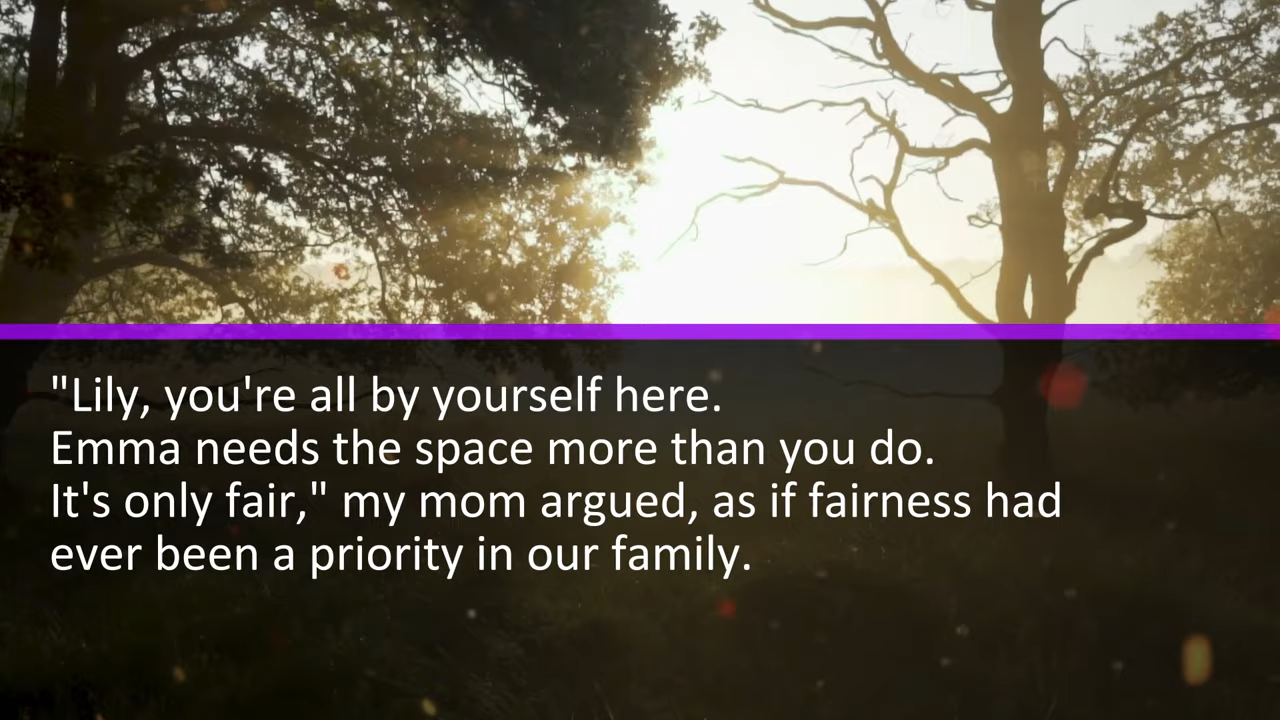 "Lily, you're all by yourself here.
Emma needs the space more than you do.
It's only fair," my mom argued, as if fairness had
ever been a priority in our family.